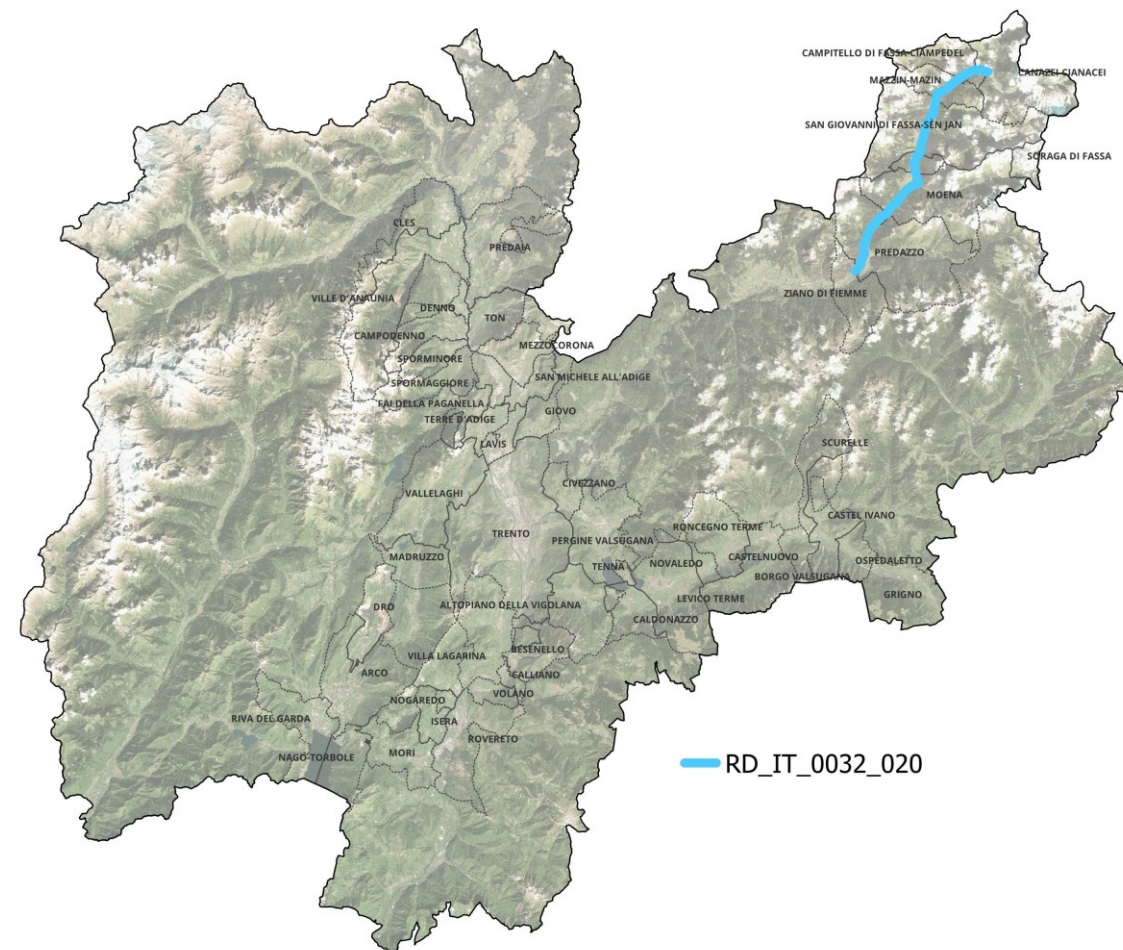 CAMPITELLO DI FASSA-CIAMPEDEL
CANAZEI CIANACEI
MAZZIN-MAZIN
SAN GIOVANNI DI FASSA-SÈN JAN
SORAGA DI FASSA
MOENA
CLES
PREDAIA
PREDAZZO
ZIANO DI FIEMME
VILLE D'ANAUNIA
DENNO
TON
CAMPODENNO
MEZZOCORONA
SPORMINORE
SAN MICHELE ALL'ADIGE
SPORMAGGIORE
FAI DELLA PAGANELLA
GIOVO
TERRE D'ADIGE
LAVIS
SCURELLE
CIVEZZANO
VALLELAGHI
CASTEL IVANO
RONCEGNO TERME
TRENTO
PERGINE VALSUGANA
MADRUZZO
CASTELNUOVO
OSPEDALETTO
TENNA
NOVALEDO
BORGO VALSUGANA
GRIGNO
LEVICO TERME
DRO
ALTOPIANO DELLA VIGOLANA
CALDONAZZO
BESENELLO
VILLA LAGARINA
ARCO
CALLIANO
VOLANO
NOGAREDO
RIVA DEL GARDA
ISERA
ROVERETO
MORI
NAGO-TORBOLE
RD_IT_0032_020